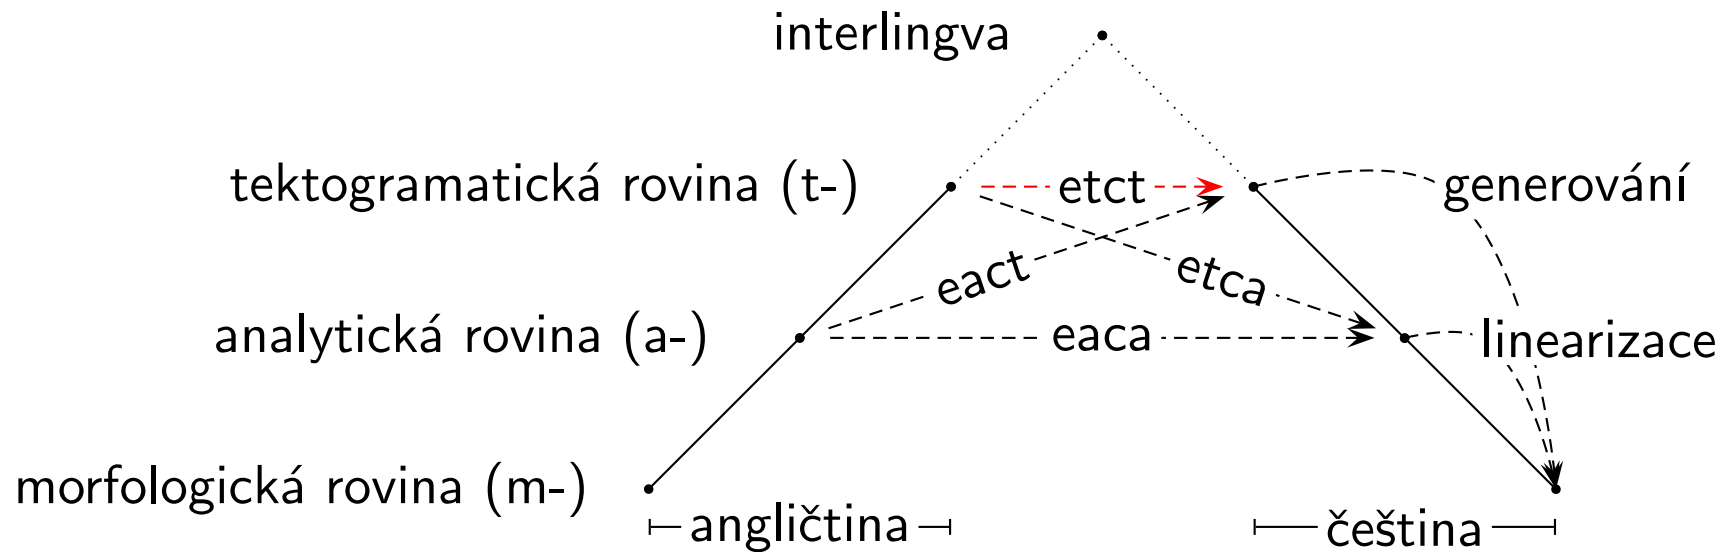 interlingva
tektogramatická rovina (t-)
etct
generování
eact
etca
analytická rovina (a-)
eaca
linearizace
morfologická rovina (m-)
angličtina
čeština